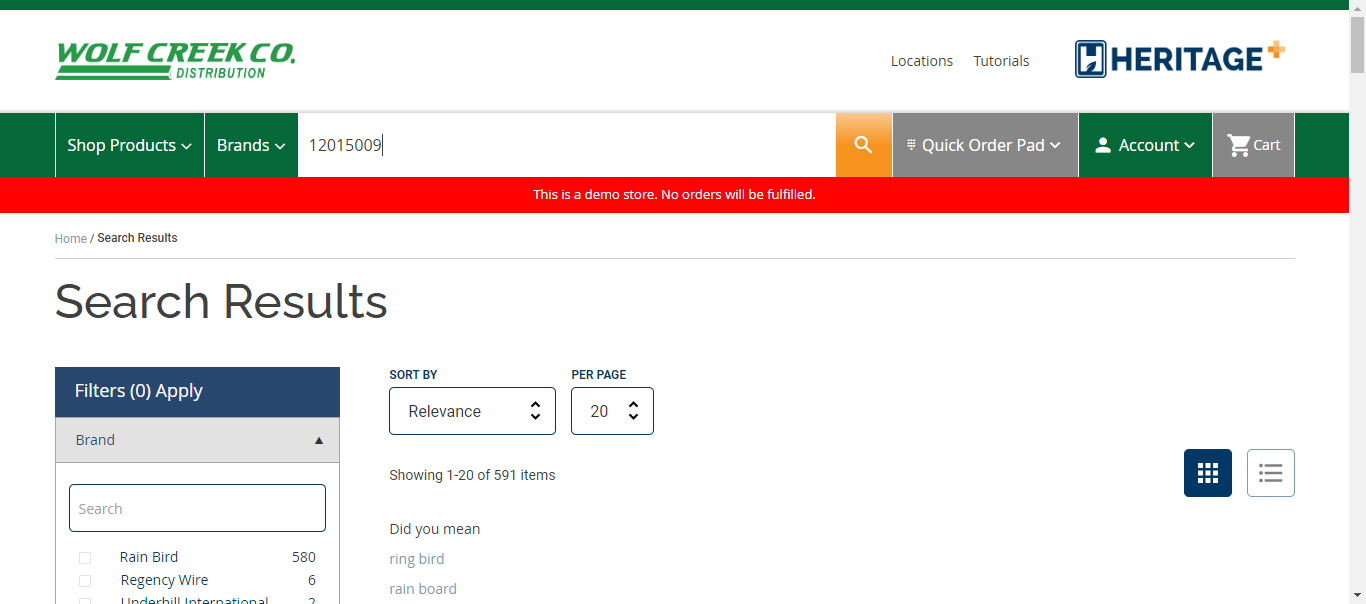 WOLF CREEK CO.
DISTRIBUTION
Locations Tutorials
HERITAGE+
Shop Products Brands 12015009 Quick Order Pad Account Cart
This is a demo store. No orders will be fulfilled.
Home / Search Results
Search Results
Filters (0) Apply
SORT BY PER PAGE
Relevance 20
Brand
Showing 1-20 of 591 items
Search
Did you mean
Rain Bird 580
ring bird
Regency Wire 6
rain board
Underhill International 2